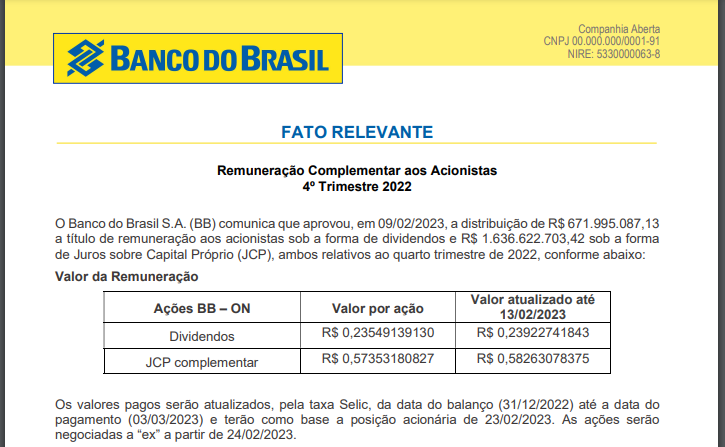 Companhia Aberta
CNPJ 00.000.000/0001-91
NIRE: 5330000063-8
BANCO DO BRASIL
FATO RELEVANTE
Remuneração Complementar aos Acionistas
4º Trimestre 2022
O Banco do Brasil S.A. (BB) comunica que aprovou, em 09/02/2023, a distribuição de R$ 671.995.087,13
a título de remuneração aos acionistas sob a forma de dividendos e R$ 1.636.622.703,42 sob a forma
de Juros sobre Capital Próprio (JCP), ambos relativos ao quarto trimestre de 2022, conforme abaixo:
Valor da Remuneração
Ações BB – ON Valor por ação Valor atualizado até
13/02/2023
Dividendos R$ 0,23549139130 R$ 0,23922741843
JCP complementar R$ 0,57353180827 R$ 0,58263078375
Os valores pagos serão atualizados, pela taxa Selic, da data do balanço (31/12/2022) até a data do
pagamento (03/03/2023) e terão como base a posição acionária de 23/02/2023. As ações serão
negociadas a “ex” a partir de 24/02/2023.